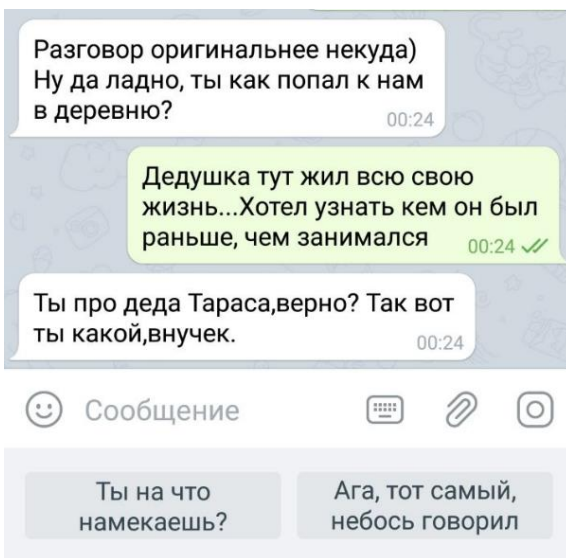 Разговор оригинальнее некуда)
Ну да ладно, ты как попал к нам
в деревню?
00:24
Дедушка тут жил всю свою
жизнь...Хотел узнать кем он был
раньше, чем занимался
00:24
Ты про деда Тараса,верно? Так вот
ты какой,внучек.
00:24
Сообщение
Ты на что
намекаешь?
Ага, тот самый,
небось говорил